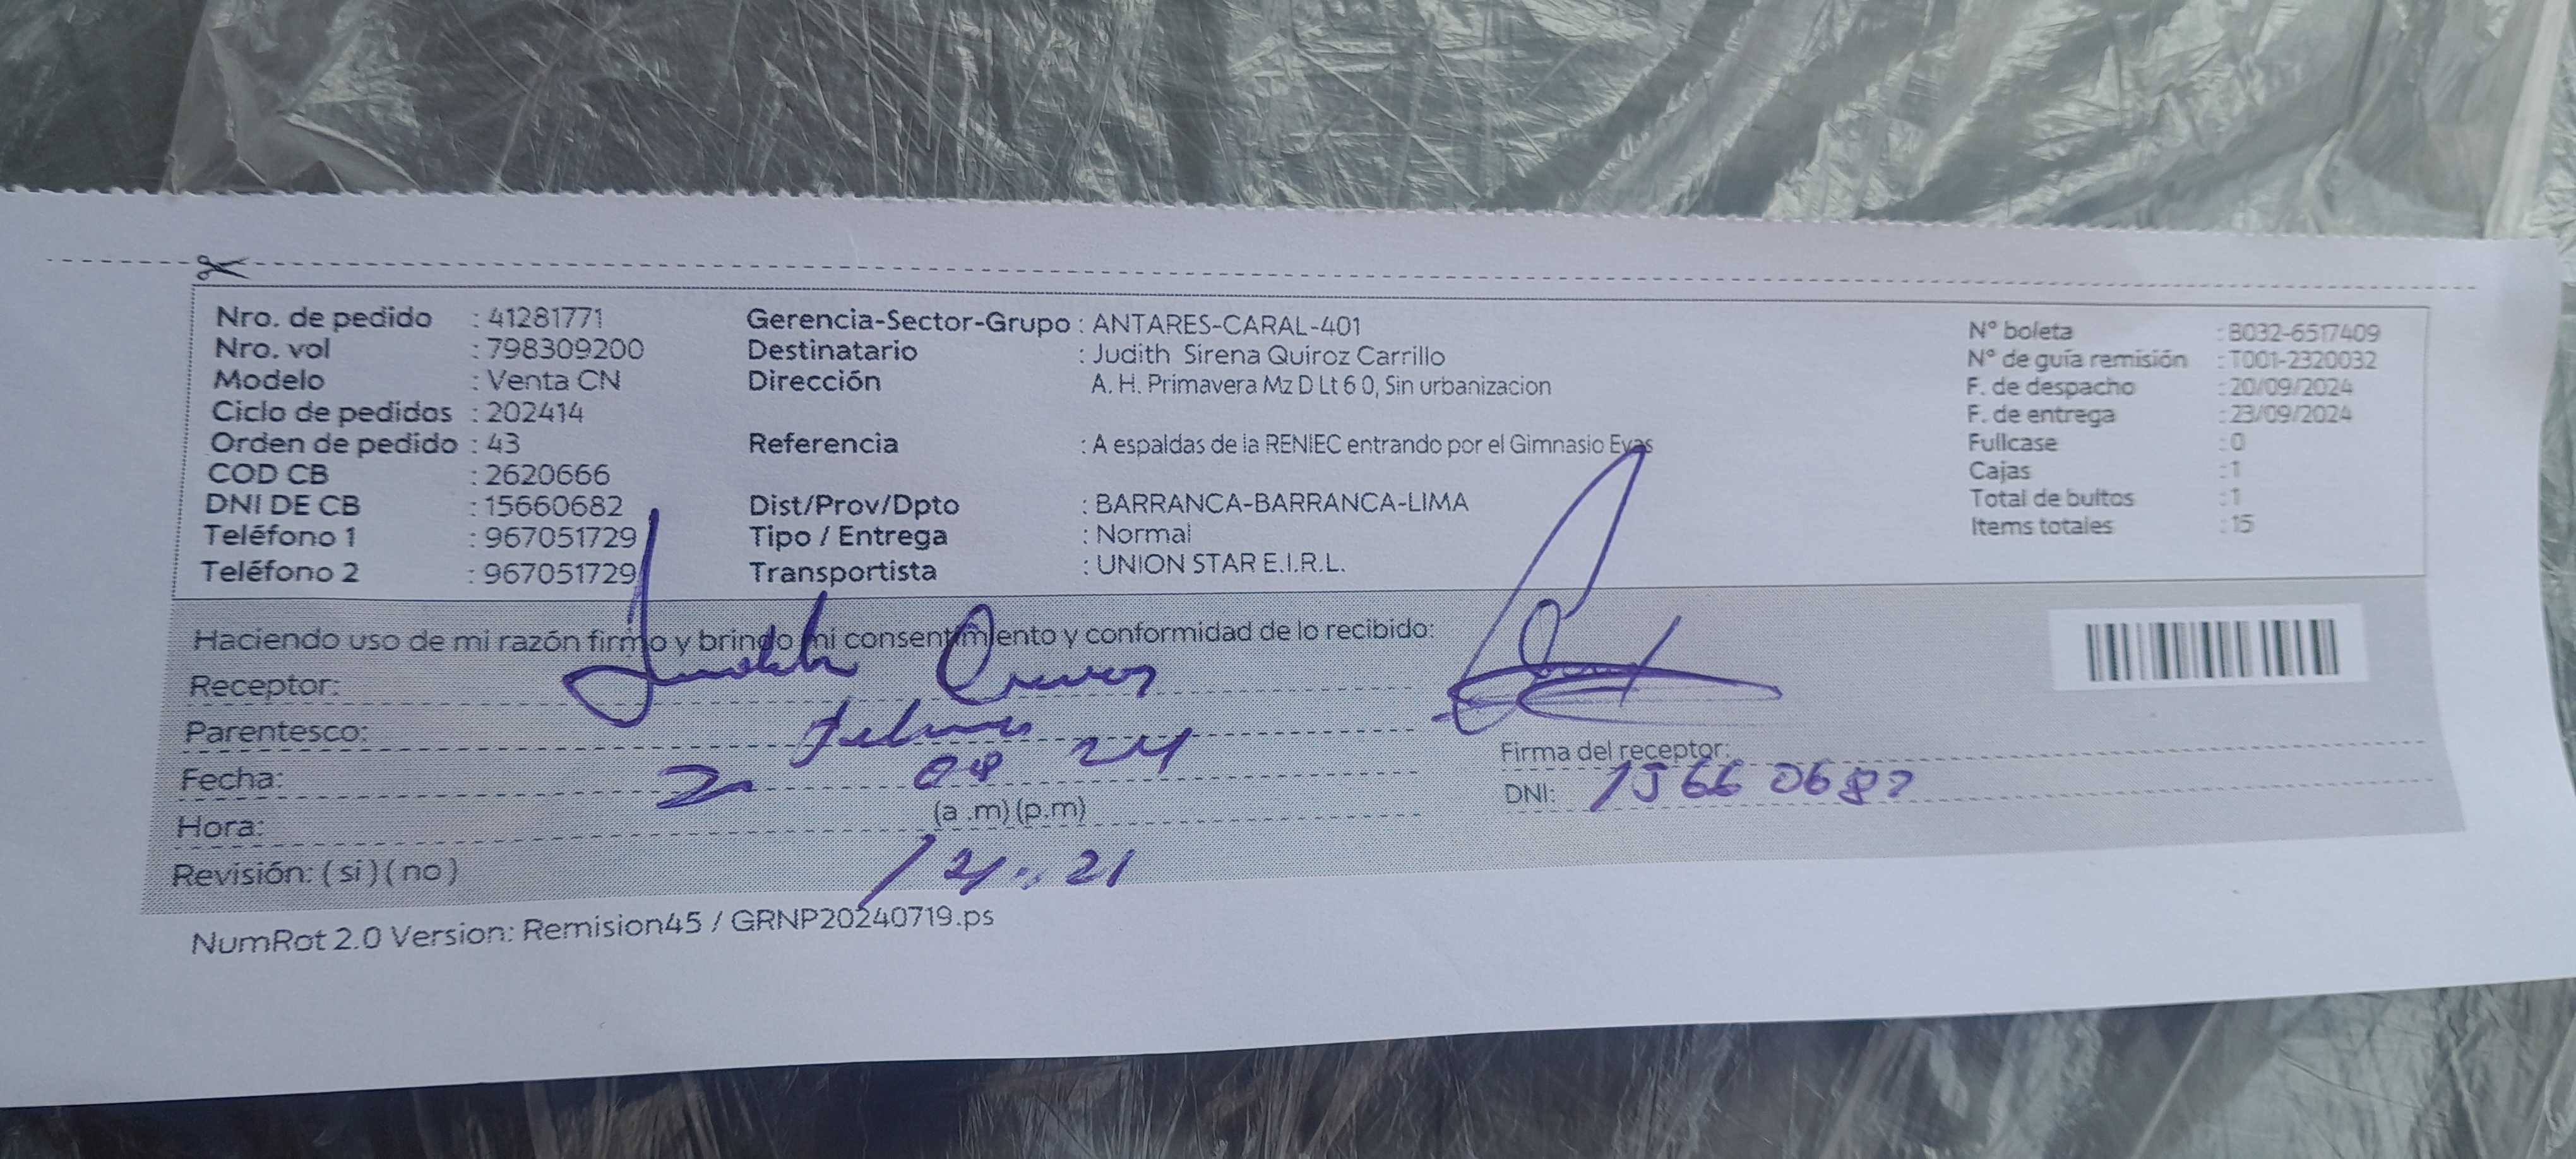 Nro. de pedido : 41281771
Nro. vol : 798309200
Modelo : Venta CN
Ciclo de pedidos : 202414
Orden de pedido : 43
COD CB : 2620666
DNI DE CB : 15660682
Teléfono 1 : 967051729
Teléfono 2 : 967051729
Gerencia-Sector-Grupo : ANTARES-CARAL-401
Destinatario : Judith Sirena Quiroz Carrillo
Dirección A. H. Primavera Mz D Lt 6 0, Sin urbanizacion
Referencia : A espaldas de la RENIEC entrando por el Gimnasio Evas
Dist/Prov/Dpto : BARRANCA-BARRANCA-LIMA
Tipo / Entrega : Normal
Transportista : UNION STAR E.I.R.L.
N° boleta : B032-6517409
N° de guía remisión : T001-2320032
F. de despacho : 20/09/2024
F. de entrega : 23/09/2024
Fullcase : 0
Cajas : 1
Total de bultos : 1
Items totales : 15
Haciendo uso de mi razón firmo y brindo mi consentimiento y conformidad de lo recibido:
Receptor: Judith
Parentesco:
Fecha: 24
Hora: (a .m) (p.m)
Revisión: ( si ) ( no )
Firma del receptor:
DNI: 15660682
NumRot 2.0 Version: Remision45 / GRNP20240719.ps